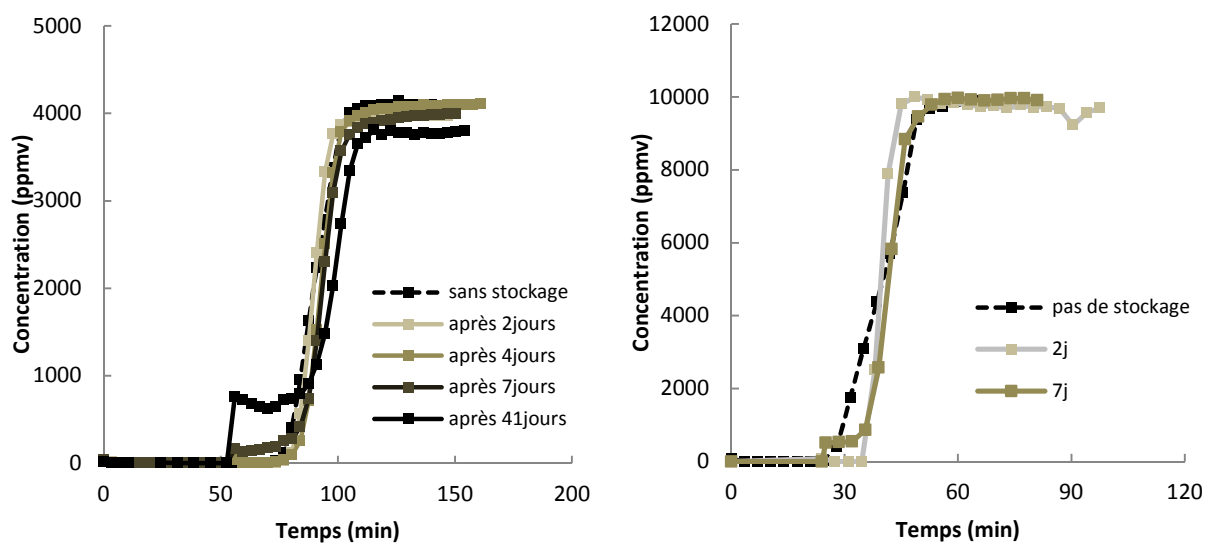 5000
4000
3000
2000
1000
0
Concentration (ppmv)
sans stockage
après 2jours
après 4jours
après 7jours
après 41jours
0
50
100
150
200
Temps (min)
12000
10000
8000
6000
4000
2000
0
Concentration (ppmv)
pas de stockage
2j
7j
0
30
60
90
120
Temps (min)